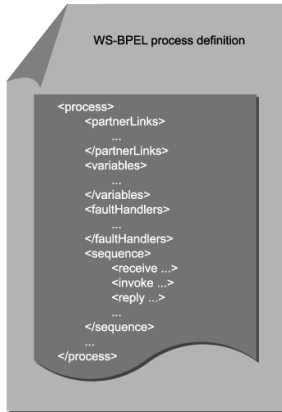 WS-BPEL process definition
<process>
<partnerLinks>
...
</partnerLinks>
<variables>
...
</variables>
<faultHandlers>
...
</faultHandlers>
<sequence>
<receive ...>
<invoke ...>
<reply ...>
...
</sequence>
...
</process>